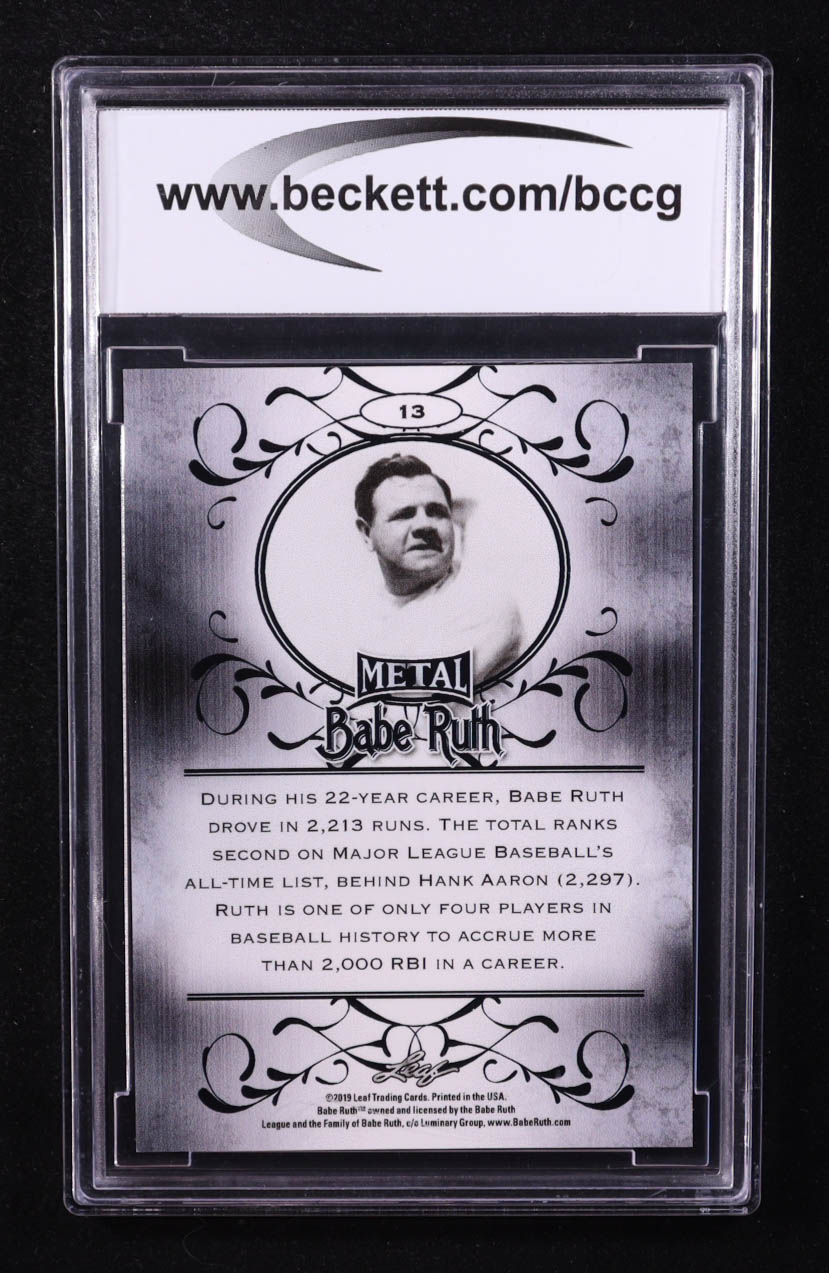 www.beckett.com/bccg
13
METAL
Babe Ruth
DURING HIS 22-YEAR CAREER, BABE RUTH
DROVE IN 2,213 RUNS. THE TOTAL RANKS
SECOND ON MAJOR LEAGUE BASEBALL'S
ALL-TIME LIST, BEHIND HANK AARON (2,297).
RUTH IS ONE OF ONLY FOUR PLAYERS IN
BASEBALL HISTORY TO ACCRUE MORE
THAN 2,000 RBI IN A CAREER.
Leaf
©2019 Leaf Trading Cards. Printed in the USA.
Babe Ruth™ owned and licensed by the Babe Ruth
League and the Family of Babe Ruth, c/o Luminary Group, www.BabeRuth.com